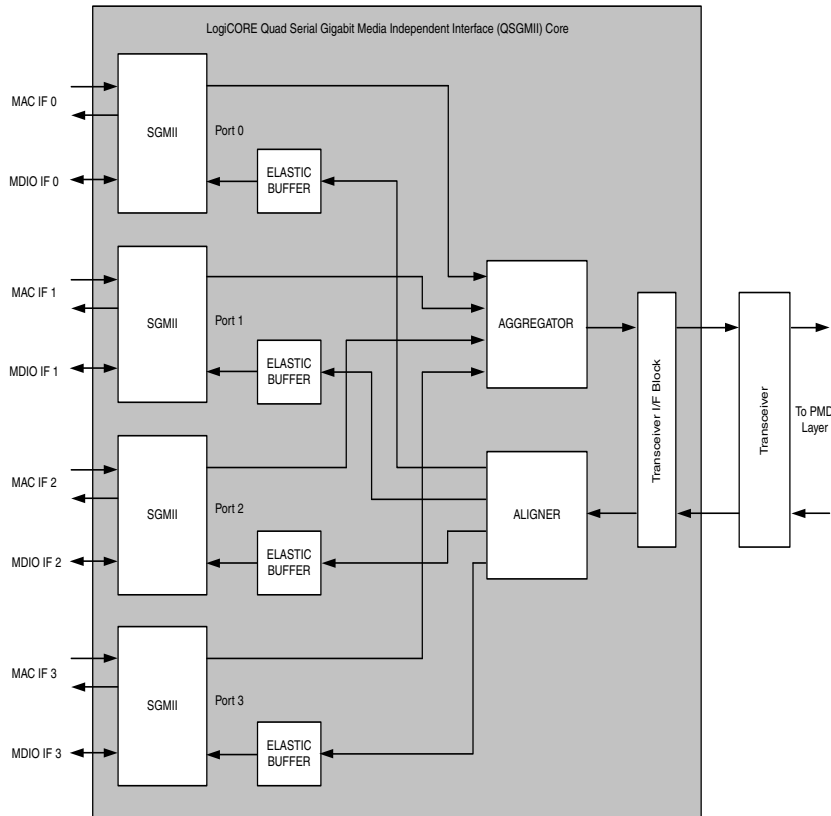 LogiCORE Quad Serial Gigabit Media Independent Interface (QSGMII) Core
MAC IF 0
SGMII
Port 0
MDIO IF 0
ELASTIC
BUFFER
MAC IF 1
SGMII
Port 1
MDIO IF 1
ELASTIC
BUFFER
AGGREGATOR
Transceiver I/F Block
Transceiver
To PMD
Layer
MAC IF 2
SGMII
Port 2
MDIO IF 2
ELASTIC
BUFFER
ALIGNER
MAC IF 3
SGMII
Port 3
MDIO IF 3
ELASTIC
BUFFER